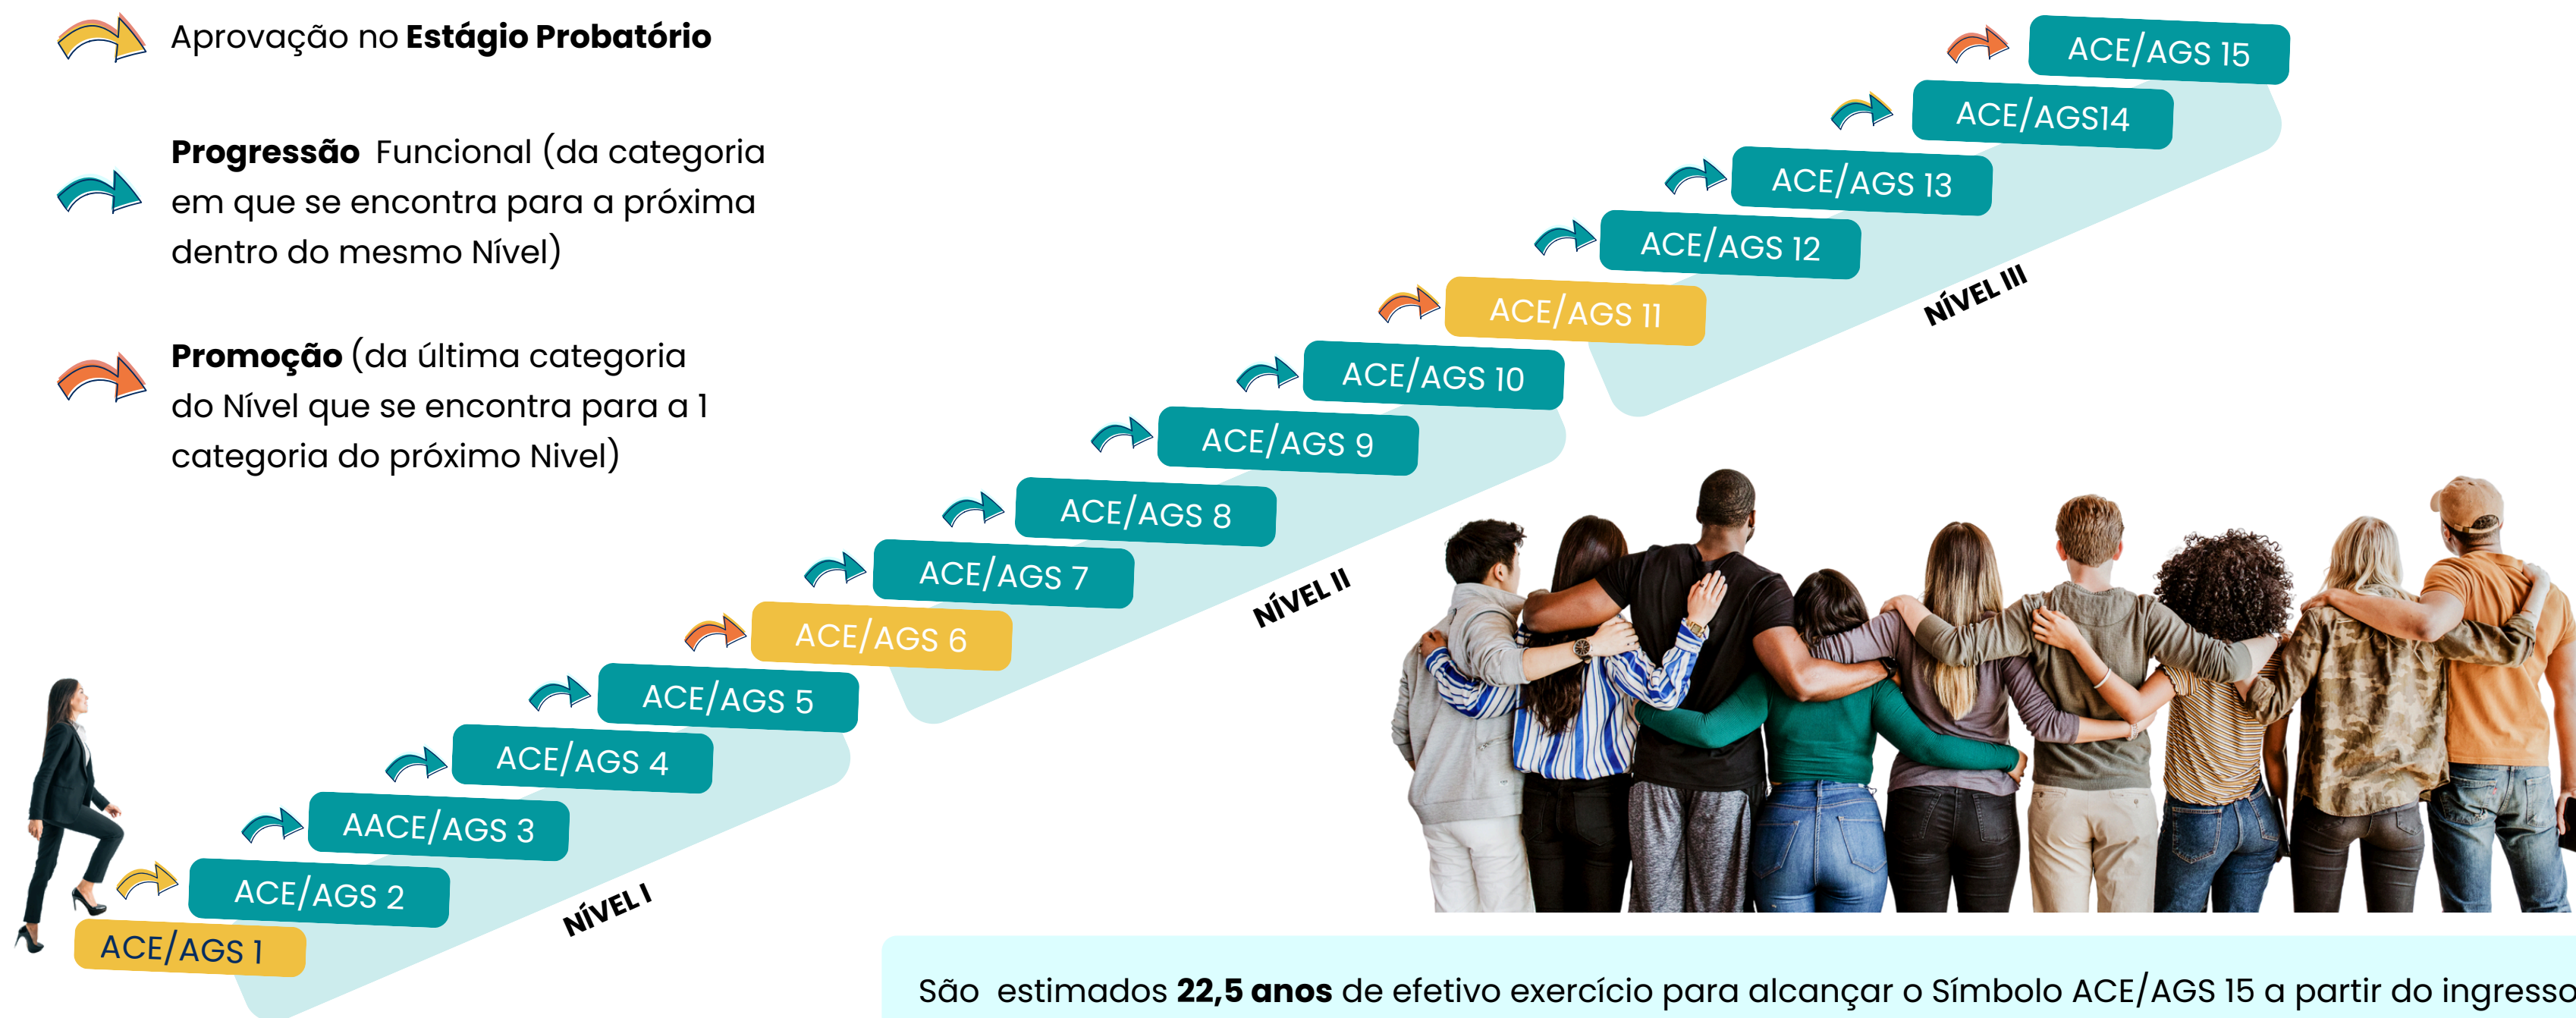 Aprovação no Estágio Probatório
Progressão Funcional (da categoria
em que se encontra para a próxima
dentro do mesmo Nível)
Promoção (da última categoria
do Nível que se encontra para a 1
categoria do próximo Nivel)
ACE/AGS 15
ACE/AGS14
ACE/AGS 13
ACE/AGS 12
ACE/AGS 11
NÍVEL III
ACE/AGS 10
ACE/AGS 9
ACE/AGS 8
ACE/AGS 7
ACE/AGS 6
NÍVEL II
ACE/AGS 5
ACE/AGS 4
AACE/AGS 3
ACE/AGS 2
ACE/AGS 1
NÍVEL I
São estimados 22,5 anos de efetivo exercício para alcançar o Símbolo ACE/AGS 15 a partir do ingresso